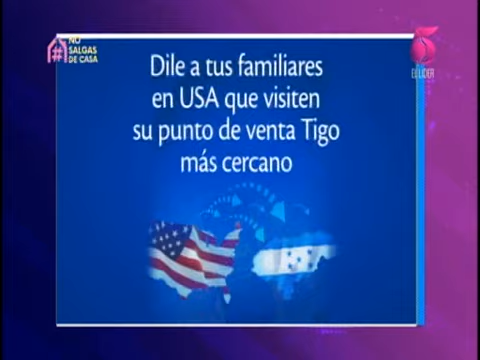 #
NO
SALGAS
DE CASA
5
EL LIDER
Dile a tus familiares
en USA que visiten
su punto de venta Tigo
más cercano